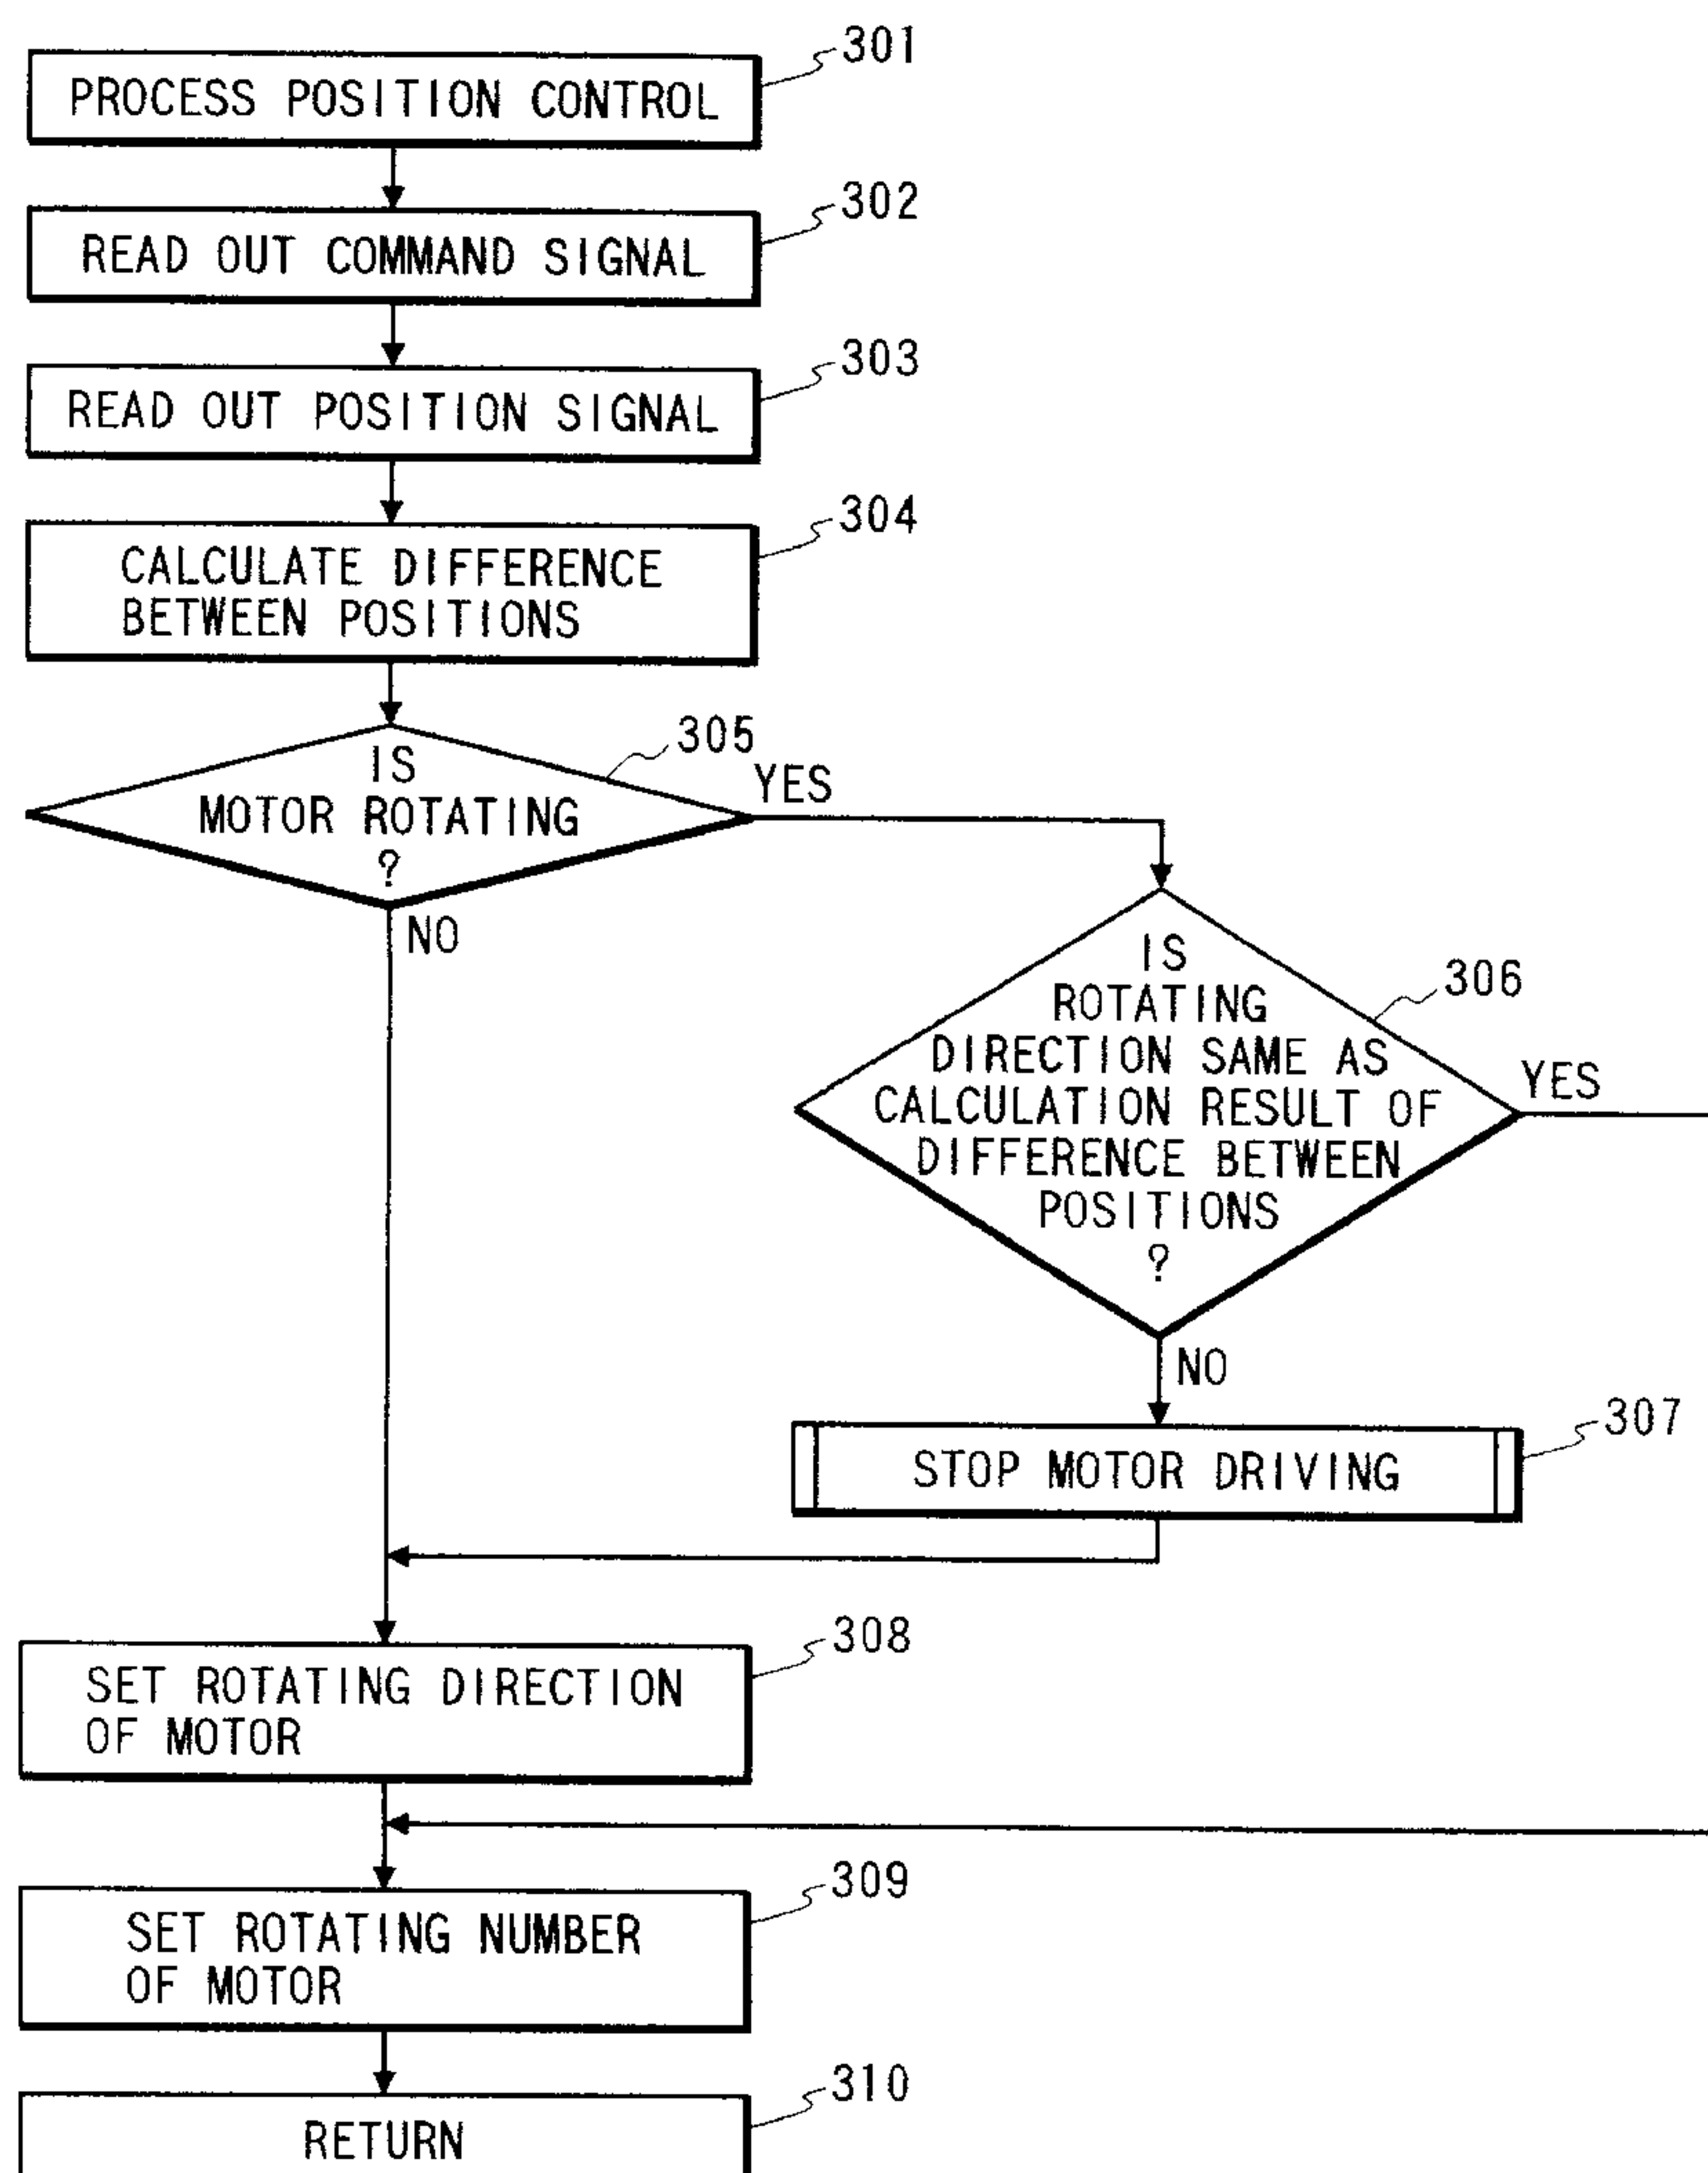 301
PROCESS POSITION CONTROL
302
READ OUT COMMAND SIGNAL
303
READ OUT POSITION SIGNAL
304
CALCULATE DIFFERENCE
BETWEEN POSITIONS
305
IS
MOTOR ROTATING
?
YES
NO
306
IS
ROTATING
DIRECTION SAME AS
CALCULATION RESULT OF
DIFFERENCE BETWEEN
POSITIONS
?
YES
NO
307
STOP MOTOR DRIVING
308
SET ROTATING DIRECTION
OF MOTOR
309
SET ROTATING NUMBER
OF MOTOR
310
RETURN